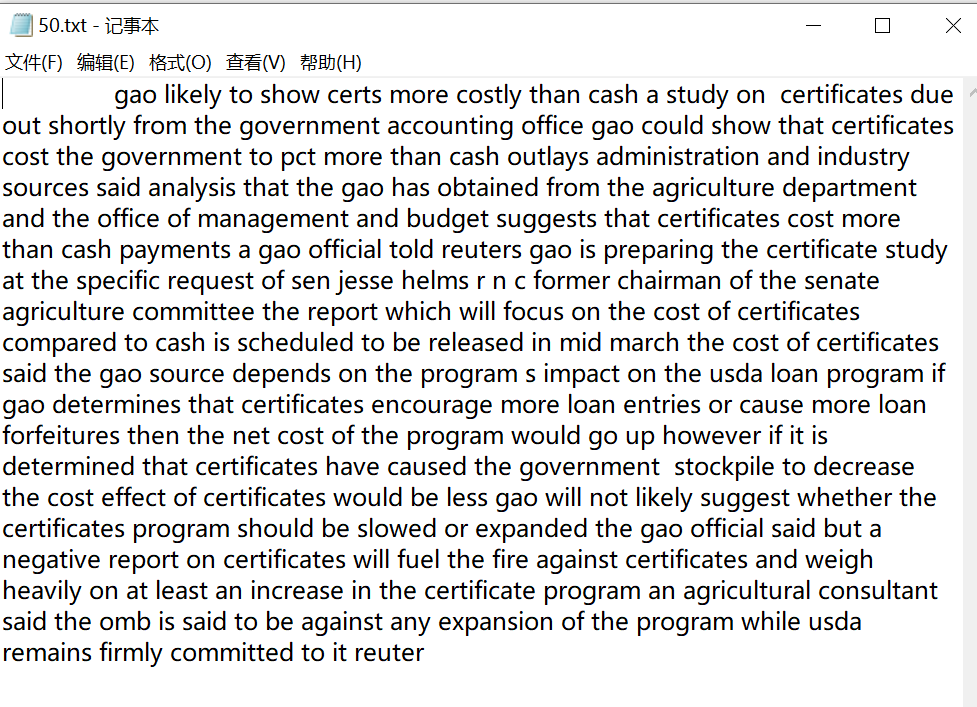 50.txt - 记事本
文件(F) 编辑(E) 格式(O) 查看(V) 帮助(H)
gao likely to show certs more costly than cash a study on  certificates due
out shortly from the government accounting office gao could show that certificates
cost the government to pct more than cash outlays administration and industry
sources said analysis that the gao has obtained from the agriculture department
and the office of management and budget suggests that certificates cost more
than cash payments a gao official told reuters gao is preparing the certificate study
at the specific request of sen jesse helms r n c former chairman of the senate
agriculture committee the report which will focus on the cost of certificates
compared to cash is scheduled to be released in mid march the cost of certificates
said the gao source depends on the program s impact on the usda loan program if
gao determines that certificates encourage more loan entries or cause more loan
forfeitures then the net cost of the program would go up however if it is
determined that certificates have caused the government  stockpile to decrease
the cost effect of certificates would be less gao will not likely suggest whether the
certificates program should be slowed or expanded the gao official said but a
negative report on certificates will fuel the fire against certificates and weigh
heavily on at least an increase in the certificate program an agricultural consultant
said the omb is said to be against any expansion of the program while usda
remains firmly committed to it reuter